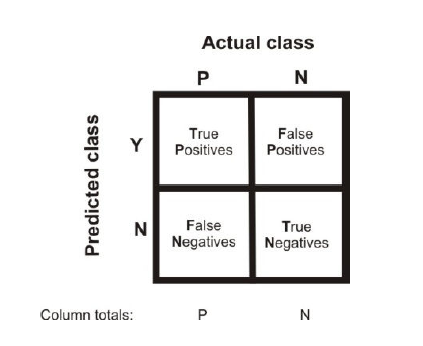 Actual class
P N
Predicted class
Y
True Positives
False Positives
N
False Negatives
True Negatives
Column totals: P N